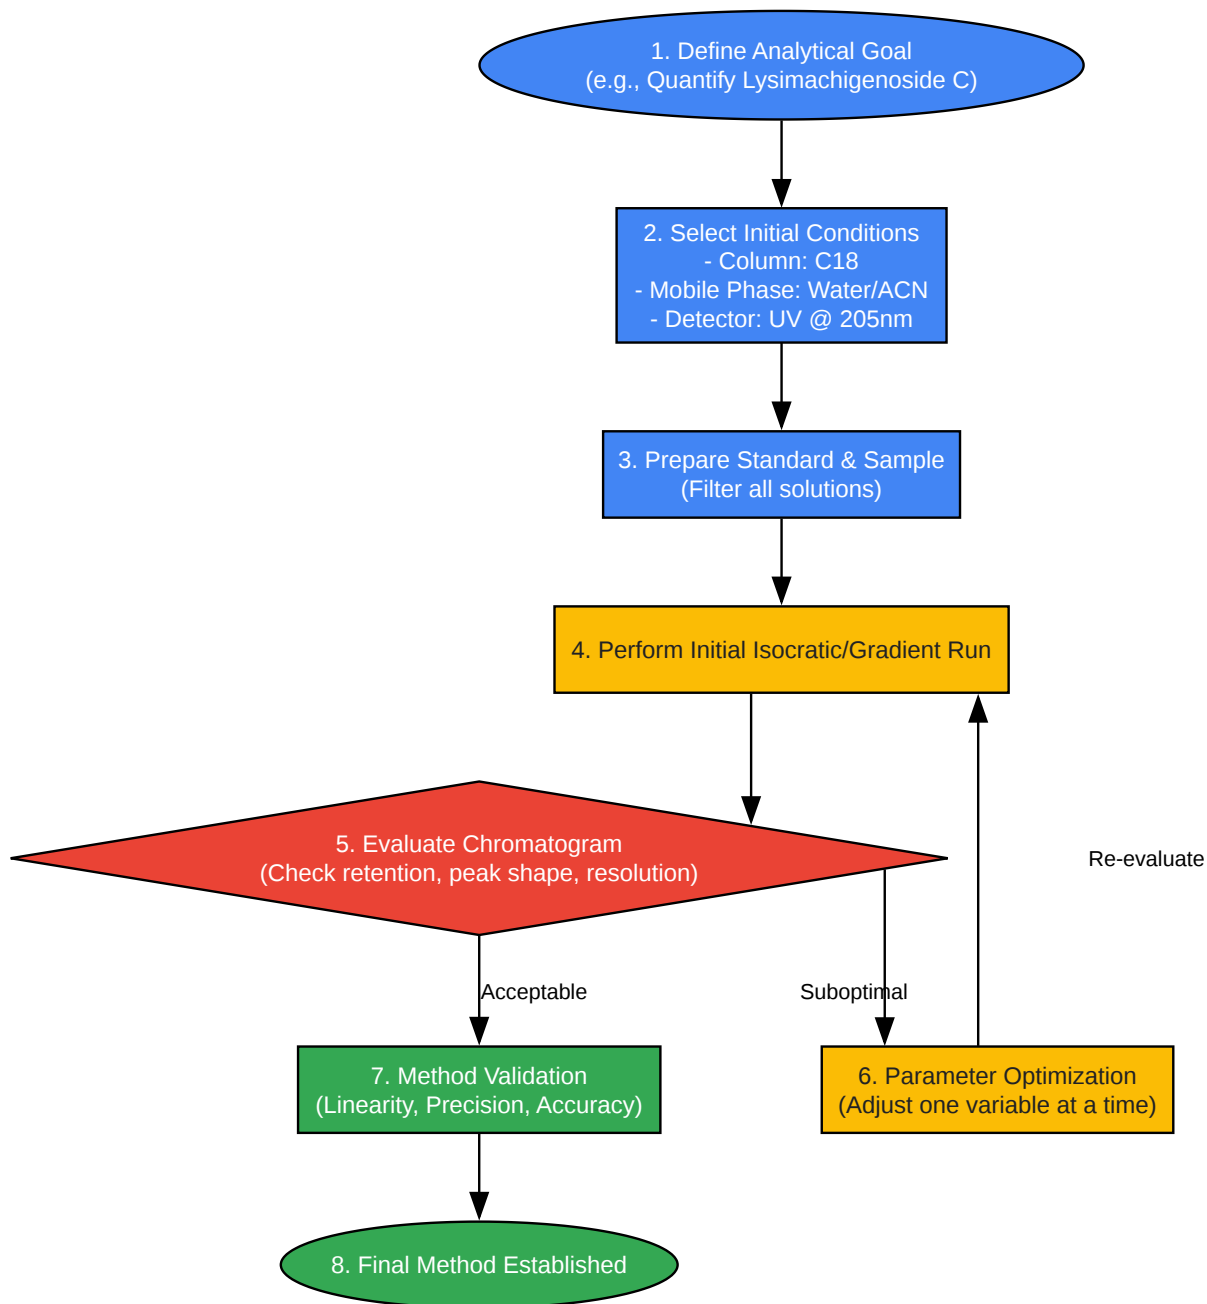 1. Define Analytical Goal
(e.g., Quantify Lysimachigenoside C)
2. Select Initial Conditions
- Column: C18
- Mobile Phase: Water/ACN
- Detector: UV @ 205nm
3. Prepare Standard & Sample
(Filter all solutions)
4. Perform Initial Isocratic/Gradient Run
5. Evaluate Chromatogram
(Check retention, peak shape, resolution)
Re-evaluate
Acceptable
Suboptimal
7. Method Validation
(Linearity, Precision, Accuracy)
6. Parameter Optimization
(Adjust one variable at a time)
8. Final Method Established